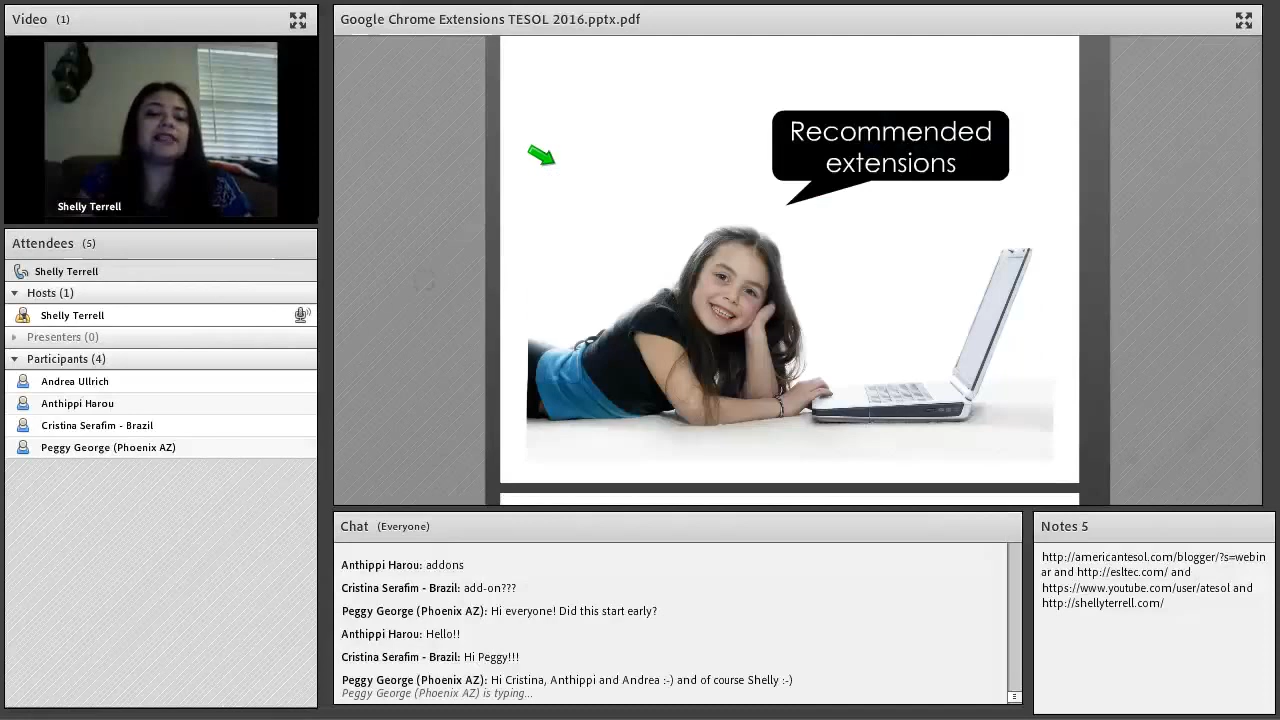 Video (1)
Shelly Terrell
Attendees (5)
Shelly Terrell
Hosts (1)
Shelly Terrell
Presenters (0)
Participants (4)
Andrea Ullrich
Anthippi Harou
Cristina Serafim - Brazil
Peggy George (Phoenix AZ)
Google Chrome Extensions TESOL 2016.pptx.pdf
Recommended
extensions
Chat (Everyone)
Anthippi Harou: addons
Cristina Serafim - Brazil: add-on???
Peggy George (Phoenix AZ): Hi everyone! Did this start early?
Anthippi Harou: Hello!!
Cristina Serafim - Brazil: Hi Peggy!!!
Peggy George (Phoenix AZ): Hi Cristina, Anthippi and Andrea :-) and of course Shelly :-)
Peggy George (Phoenix AZ) is typing...
Notes 5
http://americantesol.com/blogger/?s=webin
ar and http://esltec.com/ and
https://www.youtube.com/user/atesol and
http://shellyterrell.com/